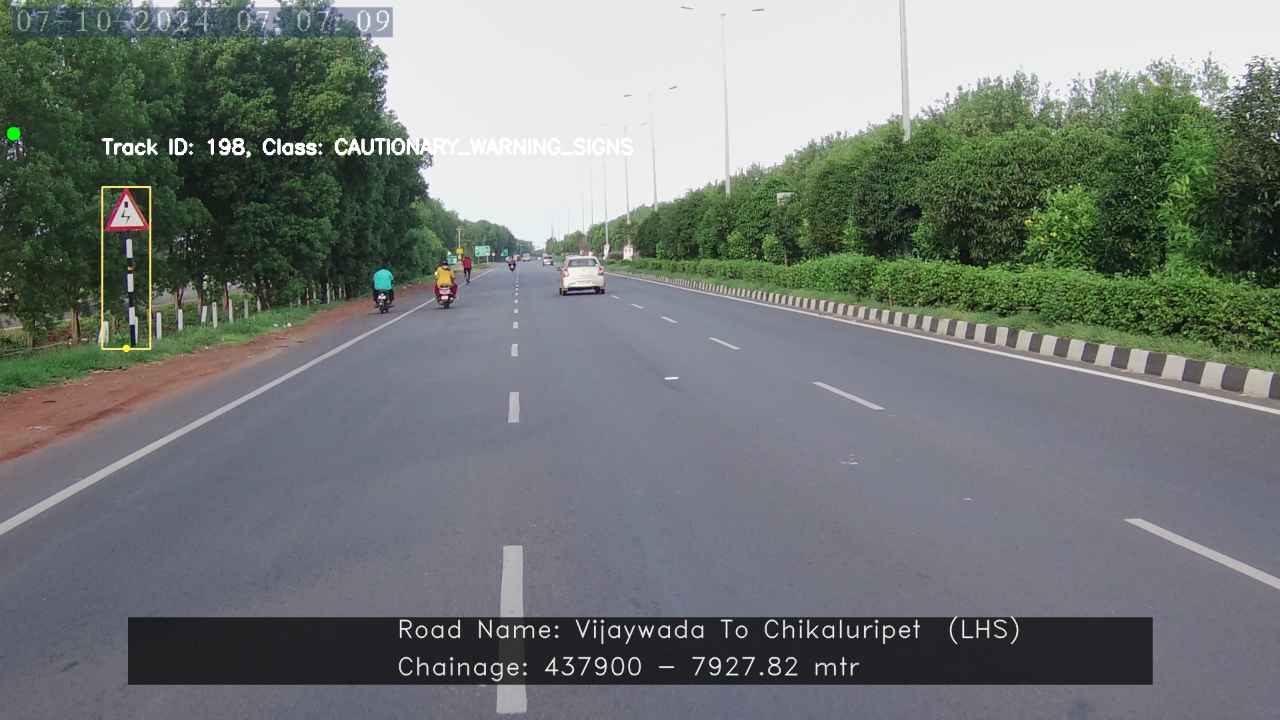 07-10-2024 07:07:09
Track ID: 198, Class: CAUTIONARY_WARNING_SIGNS
Road Name: Vijaywada To Chikaluripet (LHS)
Chainage: 437900 - 7927.82 mtr